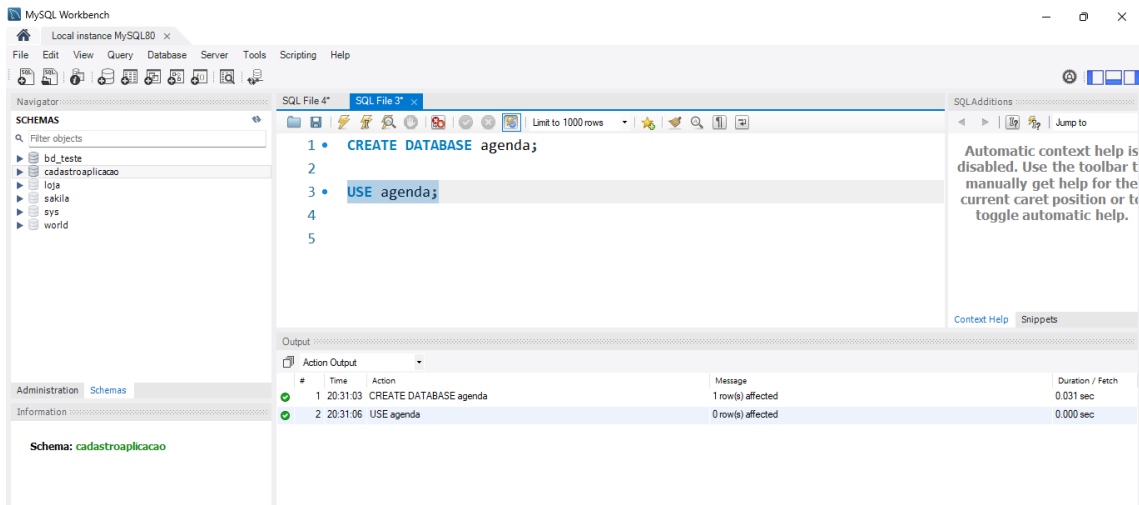 MySQL Workbench
Local instance MySQL80
File Edit View Query Database Server Tools Scripting Help
Navigator
SCHEMAS
Filter objects
bd_teste
cadastroaplicacao
loja
sakila
sys
world
Administration Schemas
Information
Schema: cadastroaplicacao
SQL File 4* SQL File 3*
Limit to 1000 rows
1 CREATE DATABASE agenda;
2
3 USE agenda;
4
5
SQLAdditions
Jump to
Automatic context help is
disabled. Use the toolbar t
manually get help for the
current caret position or to
toggle automatic help.
Context Help Snippets
Output
Action Output
# Time Action Message Duration / Fetch
1 20:31:03 CREATE DATABASE agenda 1 row(s) affected 0.031 sec
2 20:31:06 USE agenda 0 row(s) affected 0.000 sec